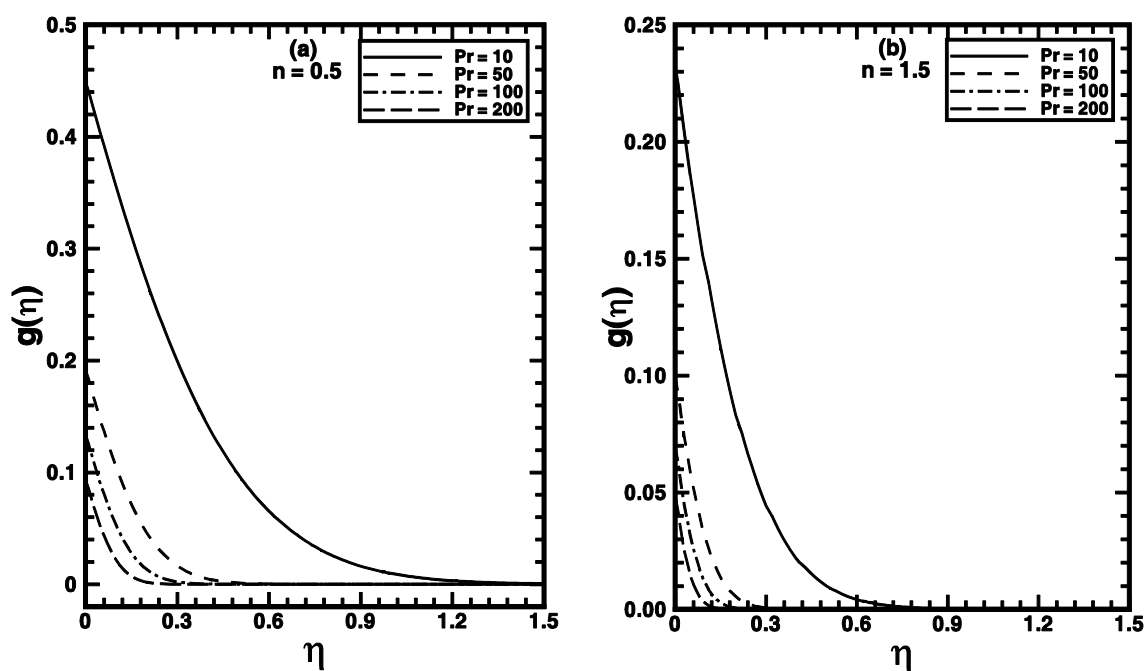 (a)
n = 0.5
Pr = 10
Pr = 50
Pr = 100
Pr = 200
0.5
0.4
0.3
0.2
0.1
0
g(η)
0 0.3 0.6 0.9 1.2 1.5
η
(b)
n = 1.5
Pr = 10
Pr = 50
Pr = 100
Pr = 200
0.25
0.20
0.15
0.10
0.05
0.00
g(η)
0 0.3 0.6 0.9 1.2 1.5
η